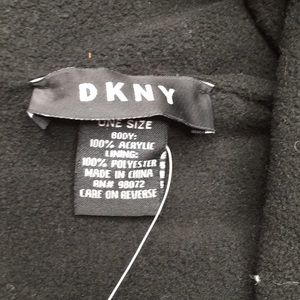 DKNY
ONE SIZE
BODY:
100% ACRYLIC
LINING:
100% POLYESTER
MADE IN CHINA
RN# 98072
CARE ON REVERSE